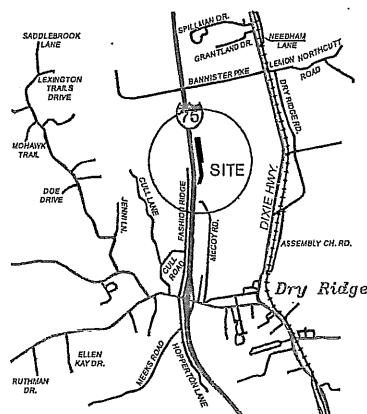 SPILLMAN DR.
SADDLEBROOK
LANE
NEEDHAM
LANE
GRANTLAND DR.
LEMON NORTHCUTT
ROAD
LEXINGTON
TRAILS
DRIVE
BANNISTER PIKE
DRY RIDGE RD.
75
MOHAWK
TRAIL
SITE
DOE
DRIVE
JENNI LN.
CULL LANE
FASHION RIDGE
DIXIE HWY.
McCOY RD.
ASSEMBLY CH. RD.
CULL
ROAD
Dry Ridge
ELLEN
KAY DR.
RUTHMAN
DR.
MEEKS ROAD
HOPPERTON LANE